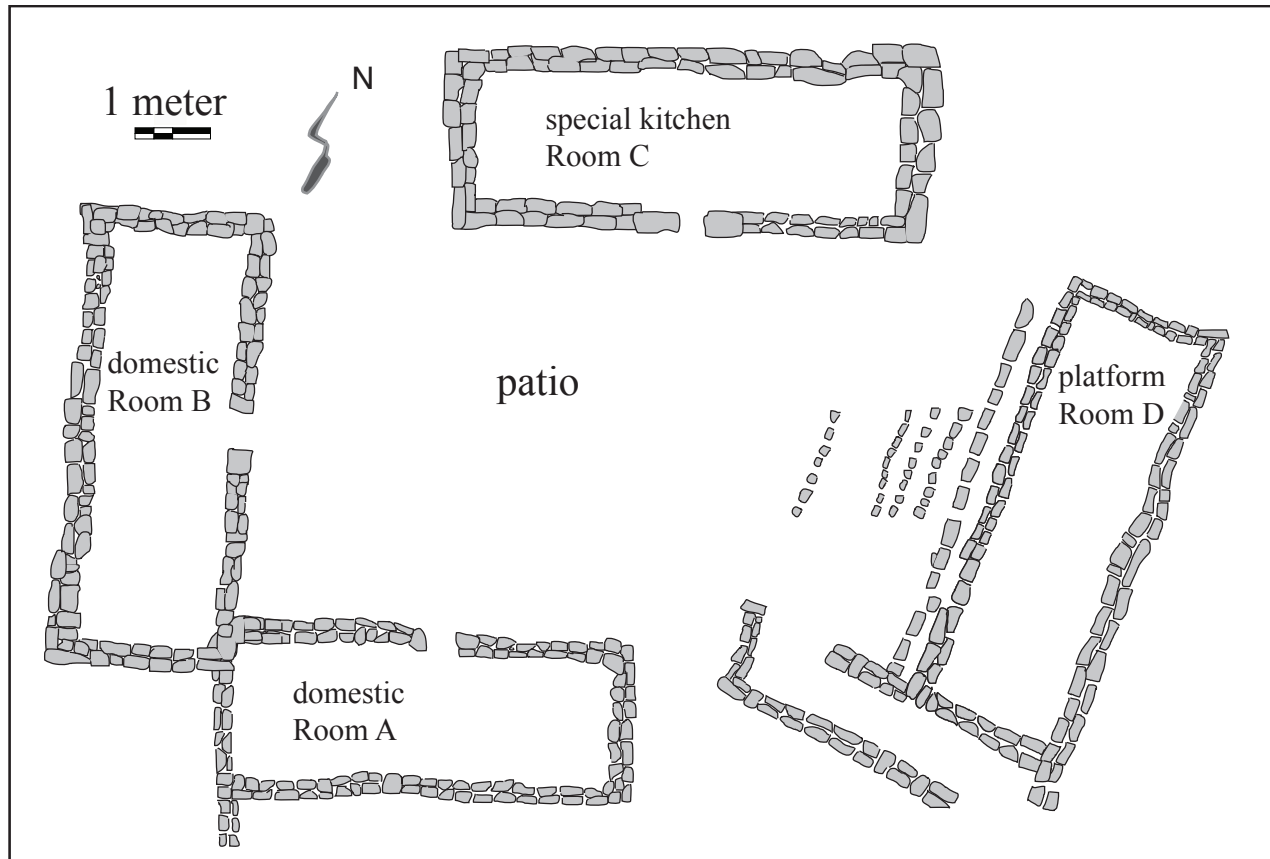 N
1 meter
special kitchen
Room C
domestic
Room B
patio
platform
Room D
domestic
Room A